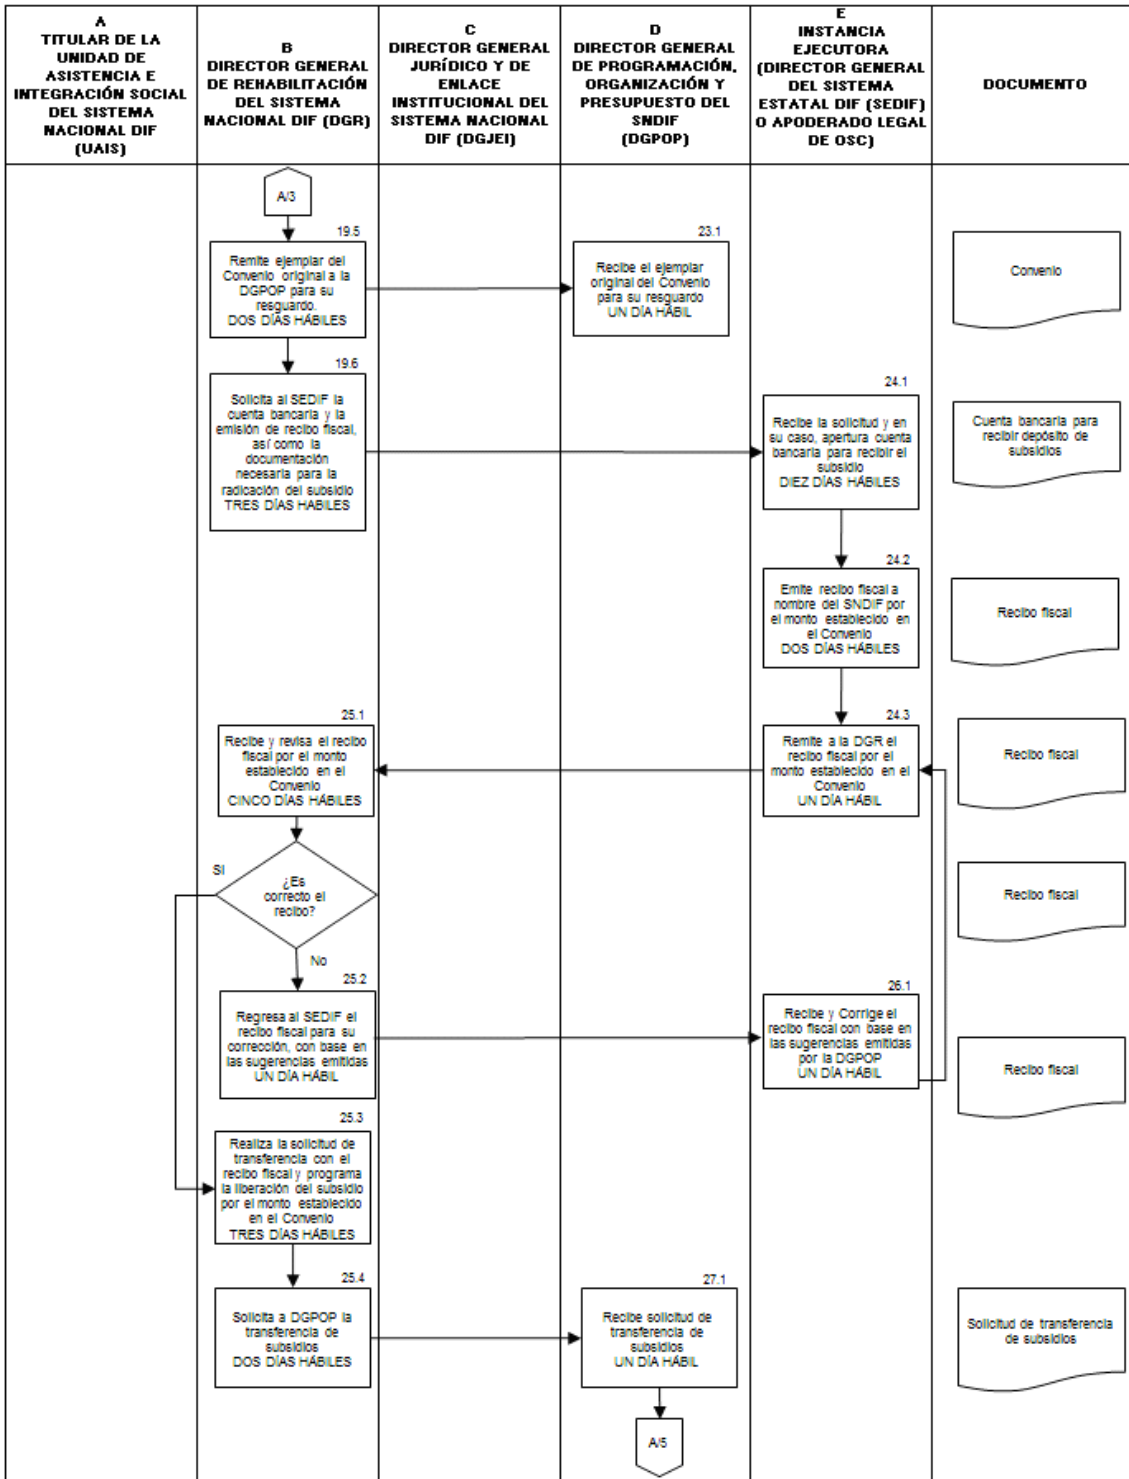 A
TITULAR DE LA
UNIDAD DE
ASISTENCIA E
INTEGRACIÓN SOCIAL
DEL SISTEMA
NACIONAL DIF
(UAIS)
B
DIRECTOR GENERAL
DE REHABILITACIÓN
DEL SISTEMA
NACIONAL DIF (DGR)
C
DIRECTOR GENERAL
JURÍDICO Y DE
ENLACE
INSTITUCIONAL DEL
SISTEMA NACIONAL
DIF (DGJEI)
D
DIRECTOR GENERAL
DE PROGRAMACIÓN,
ORGANIZACIÓN Y
PRESUPUESTO DEL
SNDIF
(DGPOP)
E
INSTANCIA
EJECUTORA
(DIRECTOR GENERAL
DEL SISTEMA
ESTATAL DIF (SEDIF)
O APODERADO LEGAL
DE OSC)
DOCUMENTO
A/3
19.5
Remite ejemplar del
Convenio original a la
DGPOP para su
resguardo.
DOS DÍAS HÁBILES
23.1
Recibe el ejemplar
original del Convenio
para su resguardo
UN DÍA HÁBIL
Convenio
19.6
Solicita al SEDIF la
cuenta bancaria y la
emisión de recibo fiscal,
así como la
documentación
necesaria para la
radicación del subsidio
TRES DÍAS HABILES
24.1
Recibe la solicitud y en
su caso, apertura cuenta
bancaria para recibir el
subsidio
DIEZ DÍAS HÁBILES
Cuenta bancaria para
recibir depósito de
subsidios
24.2
Emite recibo fiscal a
nombre del SNDIF por
el monto establecido en
el Convenio
DOS DÍAS HÁBILES
Recibo fiscal
25.1
Recibe y revisa el recibo
fiscal por el monto
establecido en el
Convenio
CINCO DÍAS HÁBILES
24.3
Remite a la DGR el
recibo fiscal por el
monto establecido en el
Convenio
UN DÍA HÁBIL
Recibo fiscal
SI
¿Es
correcto el
recibo?
No
Recibo fiscal
25.2
Regresa al SEDIF el
recibo fiscal para su
corrección, con base en
las sugerencias emitidas
UN DÍA HÁBIL
26.1
Recibe y Corrige el
recibo fiscal con base en
las sugerencias emitidas
por la DGPOP
UN DÍA HÁBIL
Recibo fiscal
25.3
Realiza la solicitud de
transferencia con el
recibo fiscal y programa
la liberación del subsidio
por el monto establecido
en el Convenio
TRES DÍAS HÁBILES
25.4
Solicita a DGPOP la
transferencia de
subsidios
DOS DÍAS HÁBILES
27.1
Recibe solicitud de
transferencia de
subsidios
UN DÍA HÁBIL
Solicitud de transferencia
de subsidios
A/5